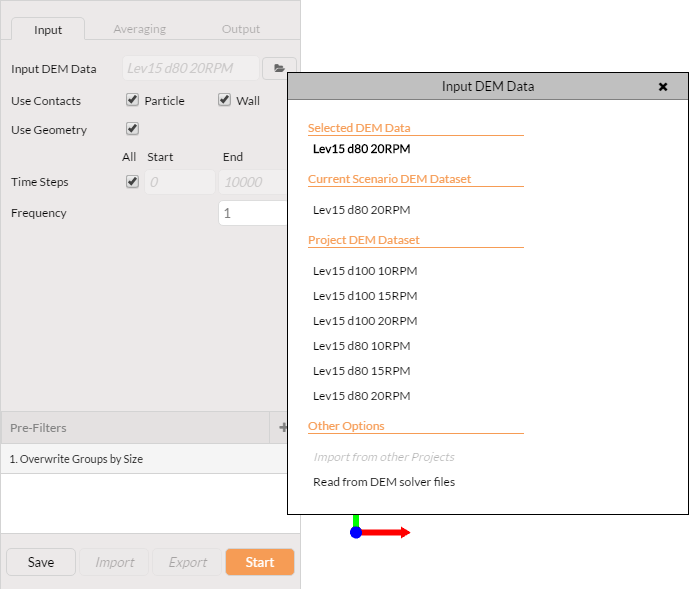 Input Averaging Output
Input DEM Data Lev15 d80 20RPM
Use Contacts Particle Wall
Use Geometry
All Start End
Time Steps 0 10000
Frequency 1
Pre-Filters +
1. Overwrite Groups by Size
Save Import Export Start
Input DEM Data
Selected DEM Data
Lev15 d80 20RPM
Current Scenario DEM Dataset
Lev15 d80 20RPM
Project DEM Dataset
Lev15 d100 10RPM
Lev15 d100 15RPM
Lev15 d100 20RPM
Lev15 d80 10RPM
Lev15 d80 15RPM
Lev15 d80 20RPM
Other Options
Import from other Projects
Read from DEM solver files